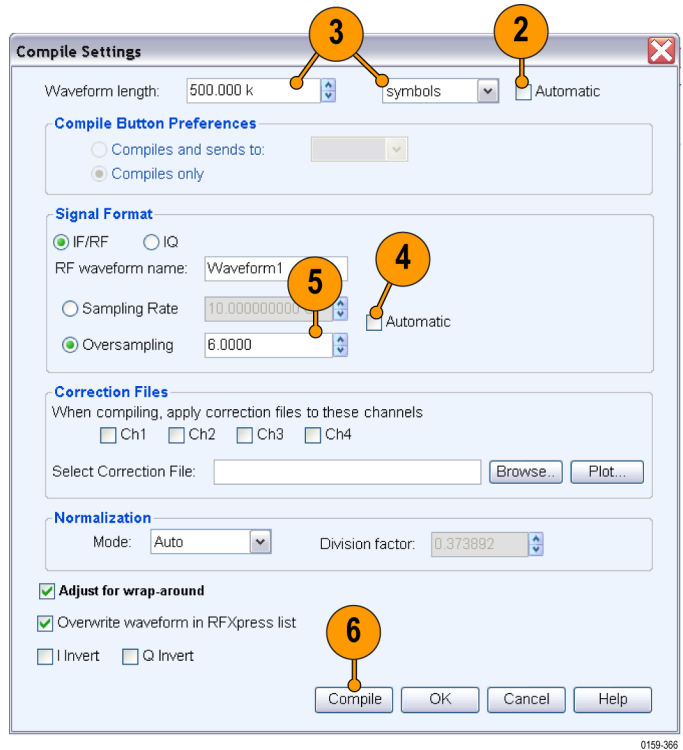 3
2
Compile Settings
Waveform length: 500.000 k symbols Automatic
Compile Button Preferences
Compiles and sends to:
Compiles only
Signal Format
IF/RF IQ
4
RF waveform name: Waveform1
5
Sampling Rate 10.000000000
Automatic
Oversampling 6.0000
Correction Files
When compiling, apply correction files to these channels
Ch1 Ch2 Ch3 Ch4
Select Correction File: Browse.. Plot...
Normalization
Mode: Auto Division factor: 0.373892
Adjust for wrap-around
Overwrite waveform in RFXpress list
6
I Invert Q Invert
Compile OK Cancel Help
0159-366